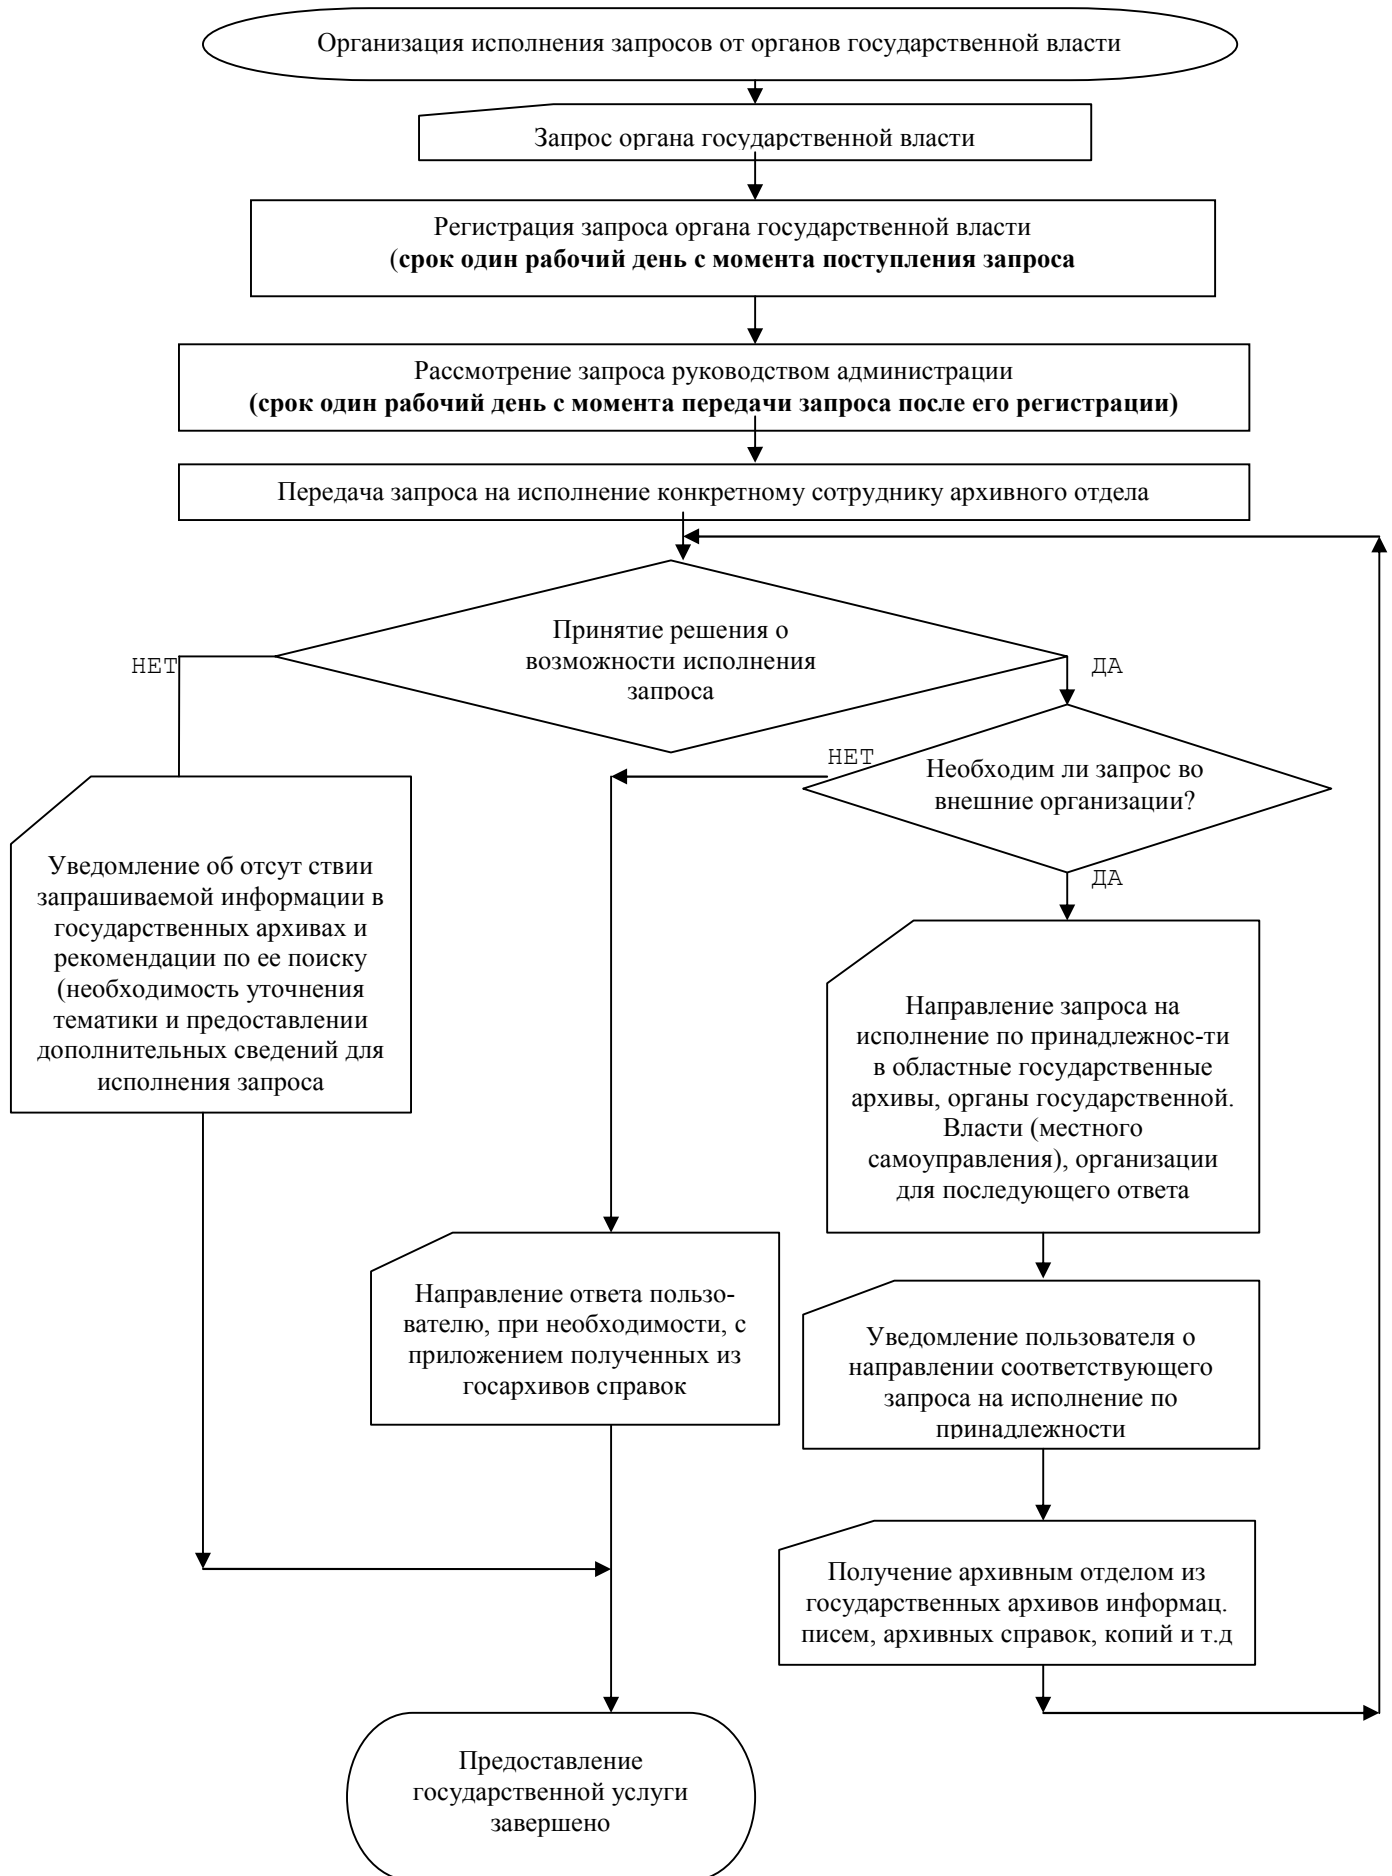 Организация исполнения запросов от органов государственной власти
Запрос органа государственной власти
Регистрация запроса органа государственной власти
(срок один рабочий день с момента поступления запроса
Рассмотрение запроса руководством администрации
(срок один рабочий день с момента передачи запроса после его регистрации)
Передача запроса на исполнение конкретному сотруднику архивного отдела
Принятие решения о
возможности исполнения
запроса
НЕТ
ДА
НЕТ
Необходим ли запрос во
внешние организации?
ДА
Уведомление об отсут ствии
запрашиваемой информации в
государственных архивах и
рекомендации по ее поиску
(необходимость уточнения
тематики и предоставлении
дополнительных сведений для
исполнения запроса
Направление запроса на
исполнение по принадлежнос-ти
в областные государственные
архивы, органы государственной.
Власти (местного
самоуправления), организации
для последующего ответа
Направление ответа пользо-
вателю, при необходимости, с
приложением полученных из
госархивов справок
Уведомление пользователя о
направлении соответствующего
запроса на исполнение по
принадлежности
Получение архивным отделом из
государственных архивов информац.
писем, архивных справок, копий и т.д
Предоставление
государственной услуги
завершено